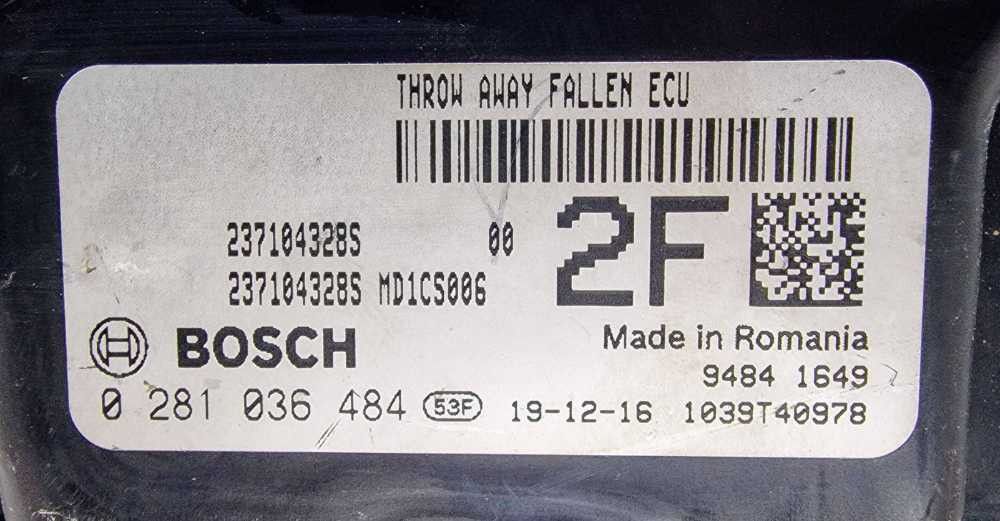 THROW AWAY FALLEN ECU
237104328S 00
2F
237104328S MD1CS006
BOSCH
Made in Romania
9484 1649
0 281 036 484 53F 19-12-16 1039T40978